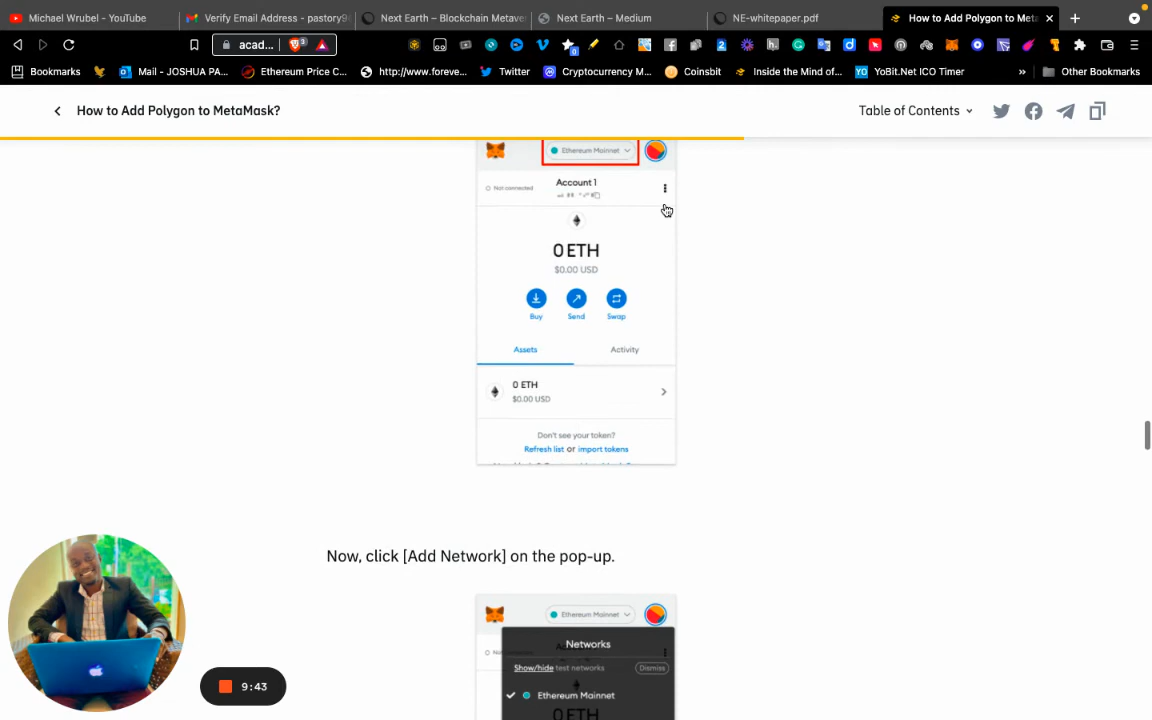 Michael Wrubel - YouTube
Verify Email Address - pastory9
Next Earth – Blockchain Metaver
Next Earth – Medium
NE-whitepaper.pdf
How to Add Polygon to MetaM
acad...
3
Bookmarks
Mail - JOSHUA PA...
Ethereum Price C...
http://www.foreve...
Twitter
Cryptocurrency M...
Coinsbit
Inside the Mind of...
YO YoBit.Net ICO Timer
»
Other Bookmarks
How to Add Polygon to MetaMask?
Table of Contents
Ethereum Mainnet
Not connected
Account 1
0 ETH
$0.00 USD
Buy
Send
Swap
Assets
Activity
0 ETH
$0.00 USD
Don't see your token?
Refresh list or import tokens
Now, click [Add Network] on the pop-up.
Ethereum Mainnet
Networks
Show/hide test networks
Dismiss
Ethereum Mainnet
9:43